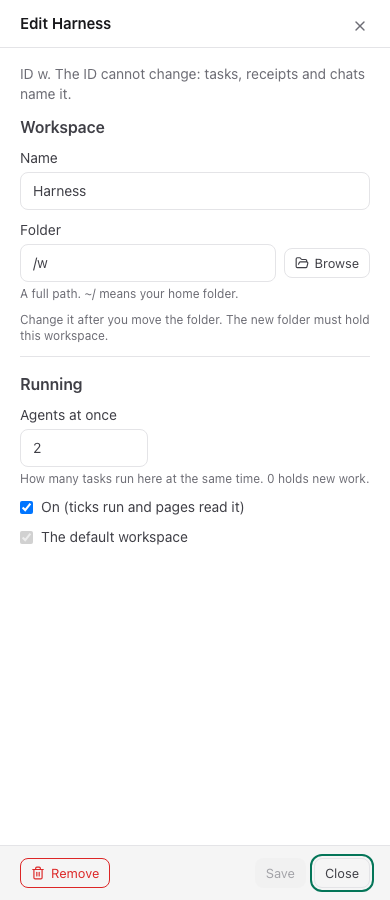 Edit Harness
ID w. The ID cannot change: tasks, receipts and chats
name it.
Workspace
Name
Harness
Folder
/w
Browse
A full path. ~/ means your home folder.
Change it after you move the folder. The new folder must hold
this workspace.
Running
Agents at once
2
How many tasks run here at the same time. 0 holds new work.
On (ticks run and pages read it)
The default workspace
Remove
Save
Close